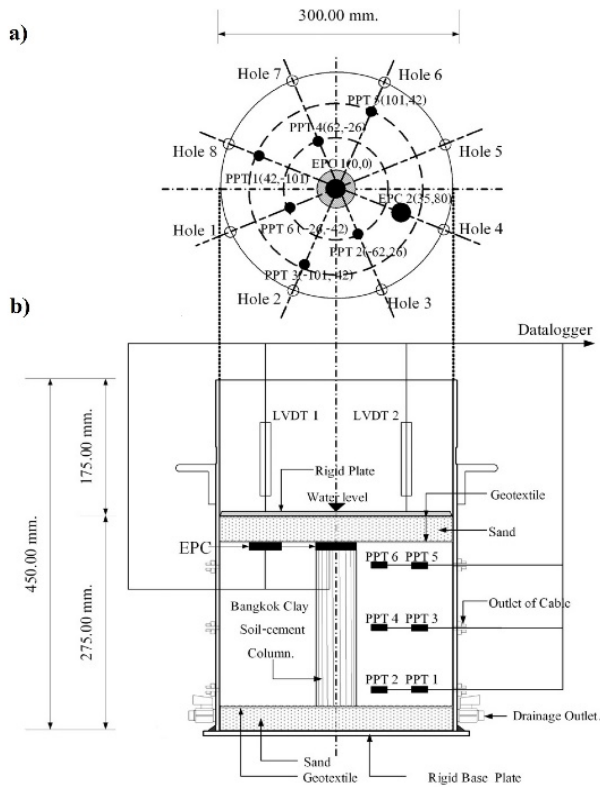 300.00 mm.
a)
Hole 7
Hole 6
PPT 5(101,42)
PPT 4(62,-26)
Hole 8
Hole 5
EPC 1(0,0)
PPT 1(42,-101)
EPC 2(35,80)
Hole 1
PPT 6 (-26,-42)
Hole 4
PPT 2(-62,26)
PPT 3(-101,-42)
Hole 2
Hole 3
b)
Datalogger
LVDT 1
LVDT 2
175.00 mm.
Rigid Plate
Water level
Geotextile
Sand
450.00 mm.
EPC
PPT 6 PPT 5
275.00 mm.
Bangkok Clay
Soil-cement
Column.
PPT 4 PPT 3
Outlet of Cable
PPT 2 PPT 1
Drainage Outlet.
Sand
Geotextile
Rigid Base Plate